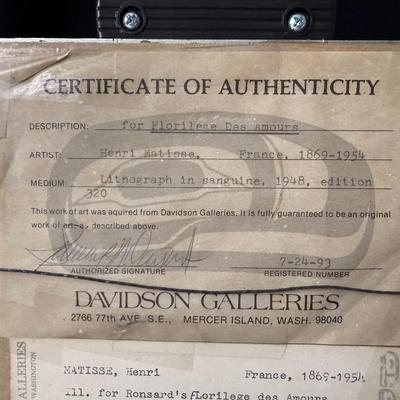 CERTIFICATE OF AUTHENTICITY
DESCRIPTION: for Florilege Des Amours
ARTIST: Henri Matisse, France, 1869-1954
MEDIUM: Lithograph in sanguine, 1948, edition
320
This work of art was aquired from Davidson Galleries. It is fully guaranteed to be an original
work of art as described above.
AUTHORIZED SIGNATURE
7-24-93
REGISTERED NUMBER
DAVIDSON GALLERIES
2766 77th AVE S.E., MERCER ISLAND, WASH. 98040
GALLERIES
WASHINGTON
MATISSE, Henri France, 1869-1954
Ill. for Ronsard's Florilege des Amours